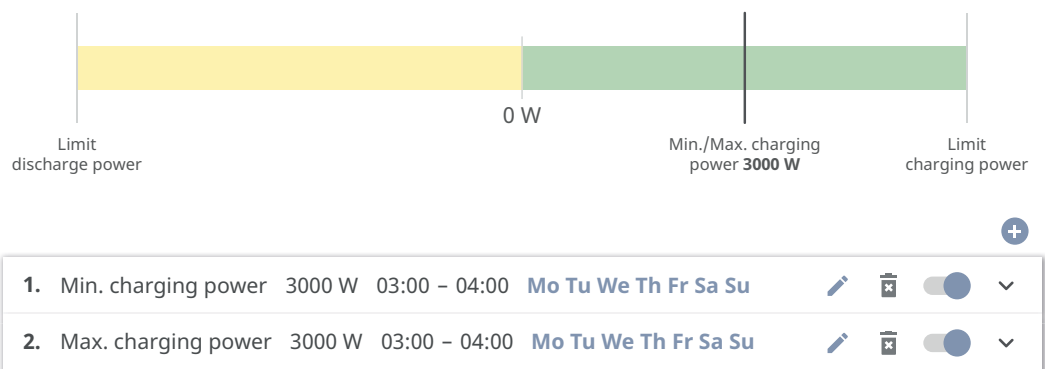 0 W
Limit
discharge power
Min./Max. charging
power 3000 W
Limit
charging power
1. Min. charging power 3000 W 03:00 – 04:00 Mo Tu We Th Fr Sa Su
2. Max. charging power 3000 W 03:00 – 04:00 Mo Tu We Th Fr Sa Su